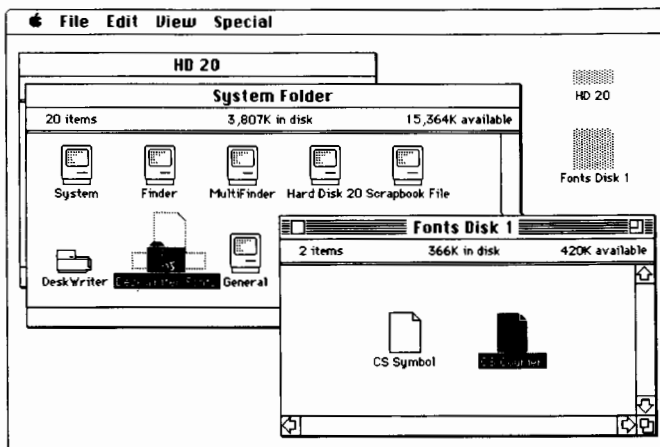 File Edit View Special
HD 20
System Folder
20 items 3,807K in disk 15,364K available
HD 20
Fonts Disk 1
System Finder MultiFinder Hard Disk 20 Scrapbook File
Fonts Disk 1
2 items 366K in disk 420K available
DeskWriter General
CS Symbol CS Courier